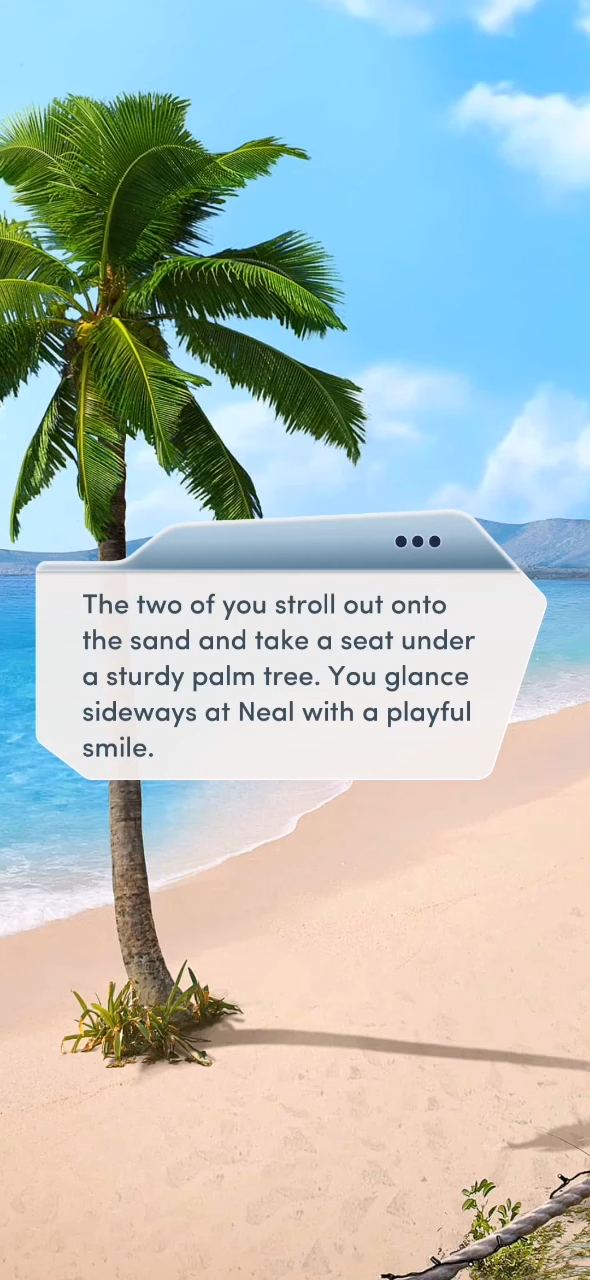 The two of you stroll out onto
the sand and take a seat under
a sturdy palm tree. You glance
sideways at Neal with a playful
smile.